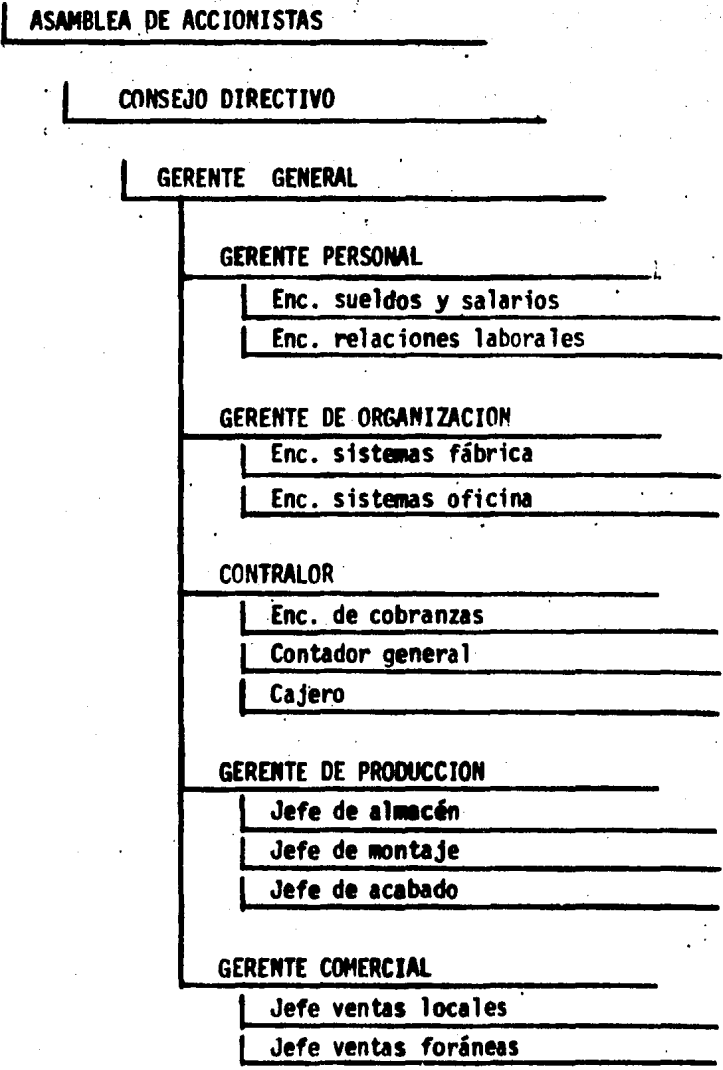 ASAMBLEA DE ACCIONISTAS
CONSEJO DIRECTIVO
GERENTE GENERAL
GERENTE PERSONAL
Enc. sueldos y salarios
Enc. relaciones laborales
GERENTE DE ORGANIZACION
Enc. sistemas fábrica
Enc. sistemas oficina
CONTRALOR
Enc. de cobranzas
Contador general
Cajero
GERENTE DE PRODUCCION
Jefe de almacén
Jefe de montaje
Jefe de acabado
GERENTE COMERCIAL
Jefe ventas locales
Jefe ventas foráneas